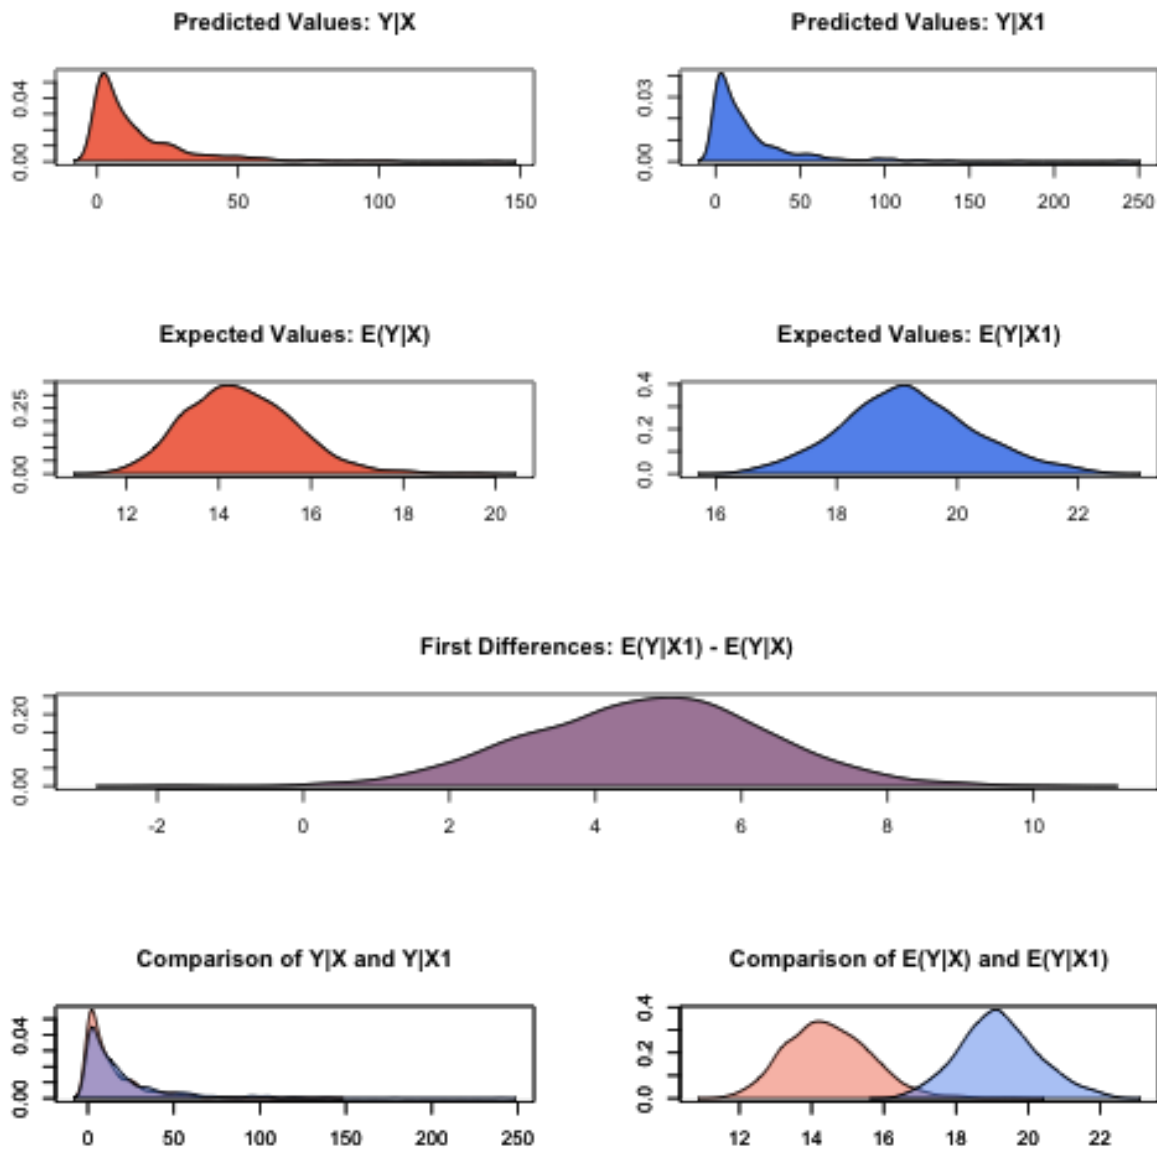 Predicted Values: Y|X
Predicted Values: Y|X1
0.00 0.04
0 50 100 150
0.00 0.03
0 50 100 150 200 250
Expected Values: E(Y|X)
Expected Values: E(Y|X1)
0.00 0.25
12 14 16 18 20
0.0 0.2 0.4
16 18 20 22
First Differences: E(Y|X1) - E(Y|X)
0.00 0.20
-2 0 2 4 6 8 10
Comparison of Y|X and Y|X1
Comparison of E(Y|X) and E(Y|X1)
0.00 0.04
0 50 100 150 200 250
0.0 0.2 0.4
12 14 16 18 20 22